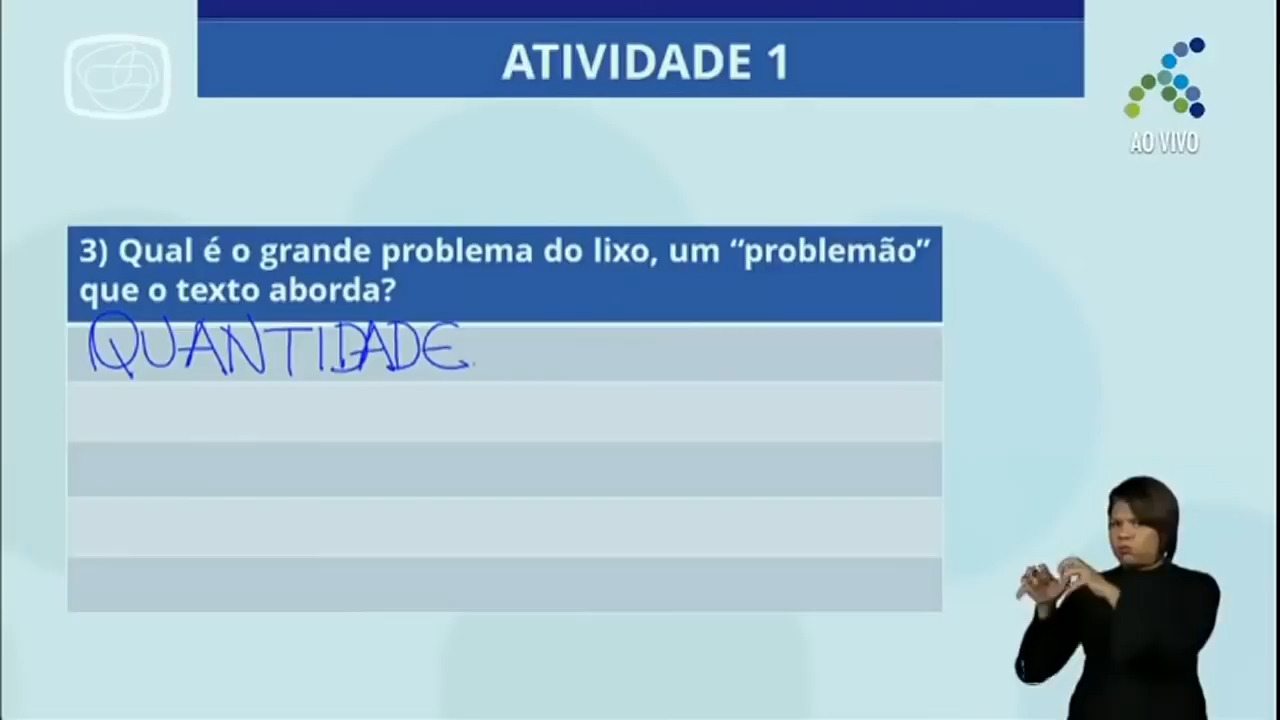 ATIVIDADE 1
AO VIVO
3) Qual é o grande problema do lixo, um “problemão”
que o texto aborda?
QUANTIDADE